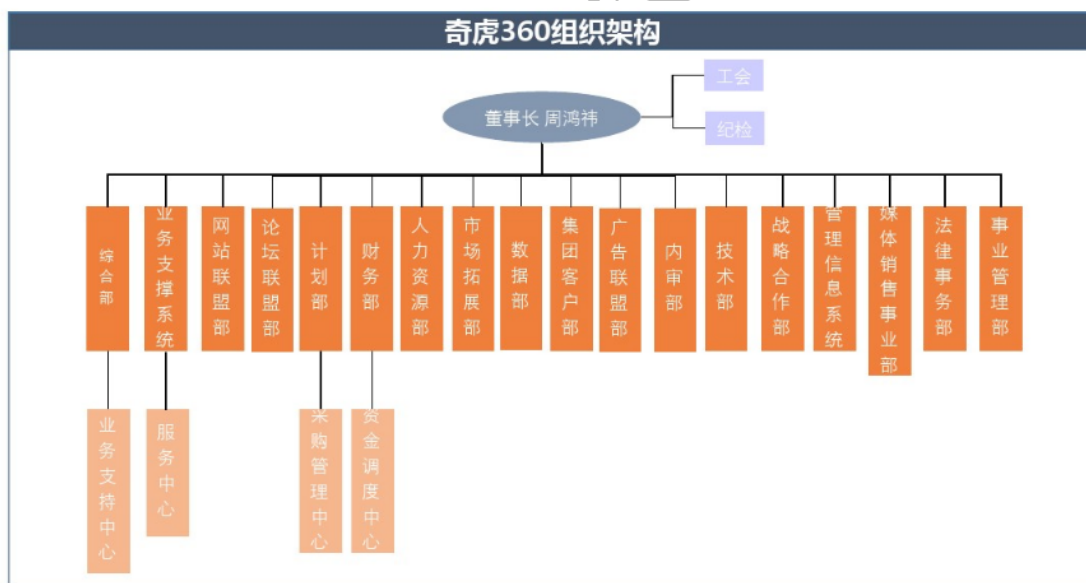 奇虎360组织架构
工会
董事长 周鸿祎
纪检
综合部
业务支撑系统
网站联盟部
论坛联盟部
计划部
财务部
人力资源部
市场拓展部
数据部
集团客户部
广告联盟部
内审部
技术部
战略合作部
管理信息系统
媒体销售事业部
法律事务部
事业管理部
业务支持中心
服务中心
采购管理中心
资金调度中心